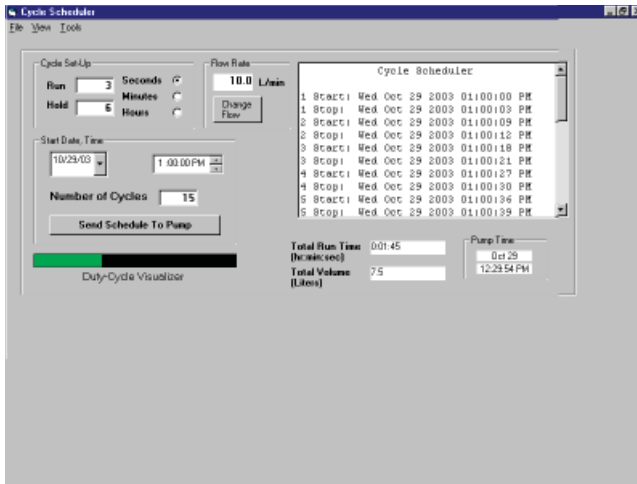 Cycle Scheduler
File View Tools
Cycle Set-Up
Run 3 Seconds
Minutes
Hold 6
Hours
Flow Rate
10.0 L/min
Change
Flow
Start Date, Time
10/29/03 1:00:00 PM
Number of Cycles 15
Send Schedule To Pump
Duty-Cycle Visualizer
Cycle Scheduler
1 Start: Wed Oct 29 2003 01:00:00 PM
1 Stop: Wed Oct 29 2003 01:00:03 PM
2 Start: Wed Oct 29 2003 01:00:09 PM
2 Stop: Wed Oct 29 2003 01:00:12 PM
3 Start: Wed Oct 29 2003 01:00:18 PM
3 Stop: Wed Oct 29 2003 01:00:21 PM
4 Start: Wed Oct 29 2003 01:00:27 PM
4 Stop: Wed Oct 29 2003 01:00:30 PM
5 Start: Wed Oct 29 2003 01:00:36 PM
5 Stop: Wed Oct 29 2003 01:00:39 PM
Total Run Time 0:01:45
(hr:min:sec)
Total Volume 7.5
(Liters)
Pump Time
Oct 29
12:29:54 PM